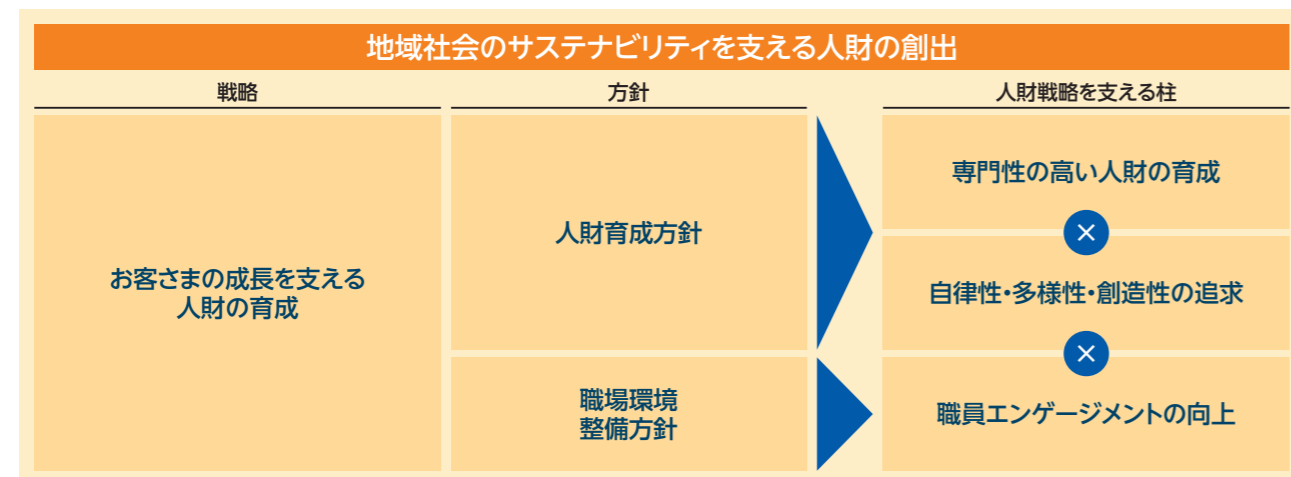 地域社会のサステナビリティを支える人財の創出
戦略
方針
人財戦略を支える柱
お客さまの成長を支える
人財の育成
人財育成方針
職場環境
整備方針
専門性の高い人財の育成
×
自律性・多様性・創造性の追求
×
職員エンゲージメントの向上